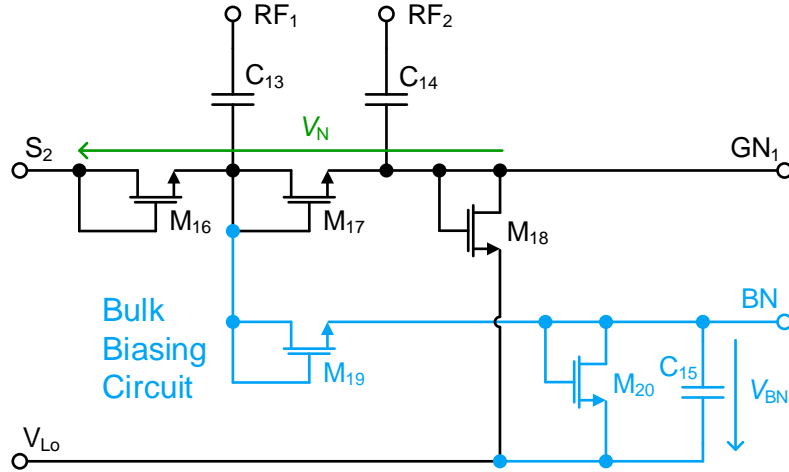 RF1
RF2
C13
C14
VN
S2
GN1
M16
M17
M18
Bulk
Biasing
Circuit
BN
M19
M20
C15
VBN
VLo